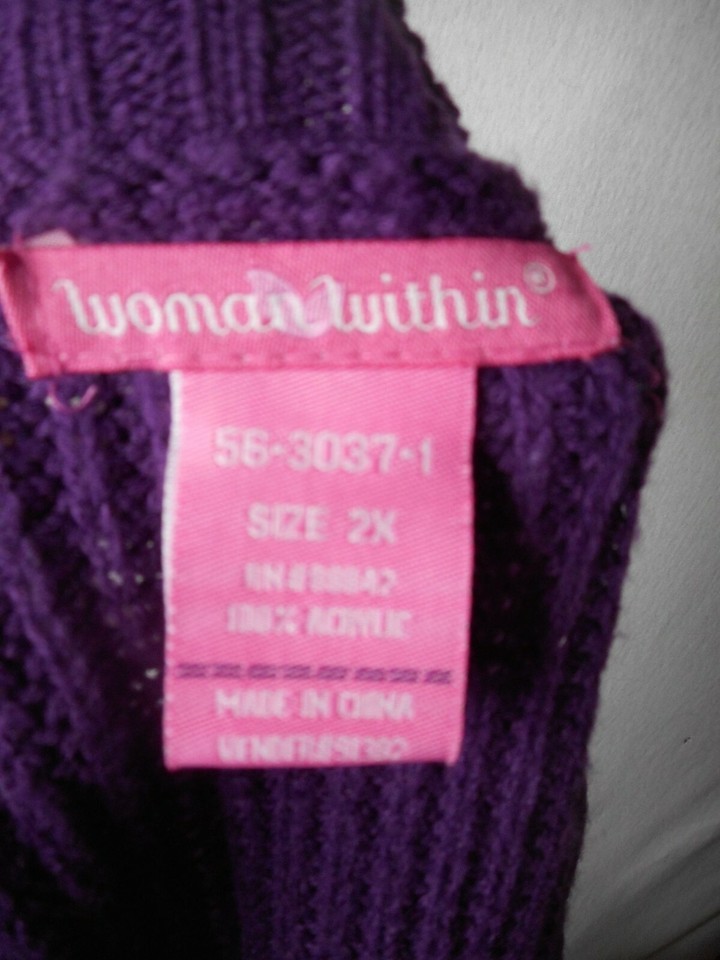 woman within®
56-3037-1
SIZE 2X
100% ACRYLIC
MADE IN CHINA